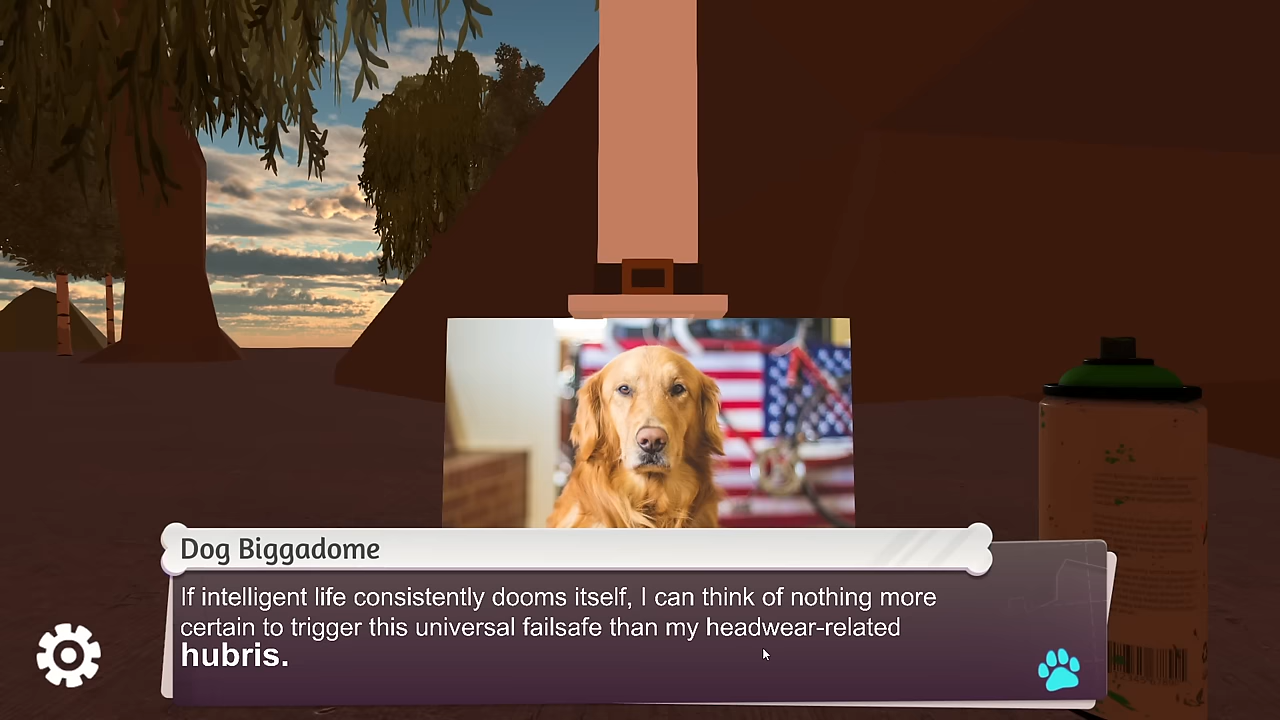 Dog Biggadome
If intelligent life consistently dooms itself, I can think of nothing more
certain to trigger this universal failsafe than my headwear-related
hubris.